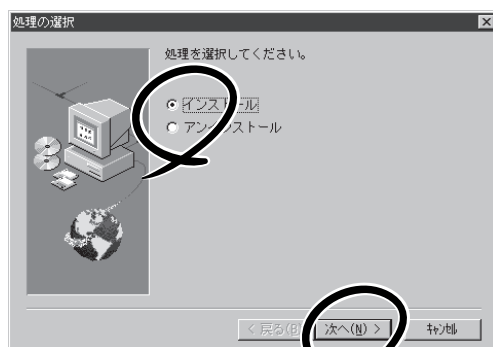 処理の選択
処理を選択してください。
インストール
アンインストール
< 戻る(B)
次へ(N) >
キャンセル